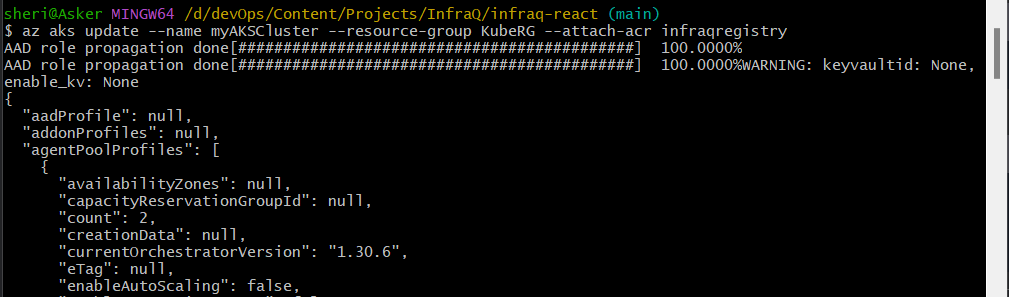 sheri@Asker MINGW64 /d/devOps/Content/Projects/InfraQ/infraq-react (main)
$ az aks update --name myAKSCluster --resource-group KubeRG --attach-acr infraqregistry
AAD role propagation done[############################################]  100.0000%
AAD role propagation done[############################################]  100.0000%WARNING: keyvaultid: None,
enable_kv: None
{
  "aadProfile": null,
  "addonProfiles": null,
  "agentPoolProfiles": [
    {
      "availabilityZones": null,
      "capacityReservationGroupId": null,
      "count": 2,
      "creationData": null,
      "currentOrchestratorVersion": "1.30.6",
      "eTag": null,
      "enableAutoScaling": false,